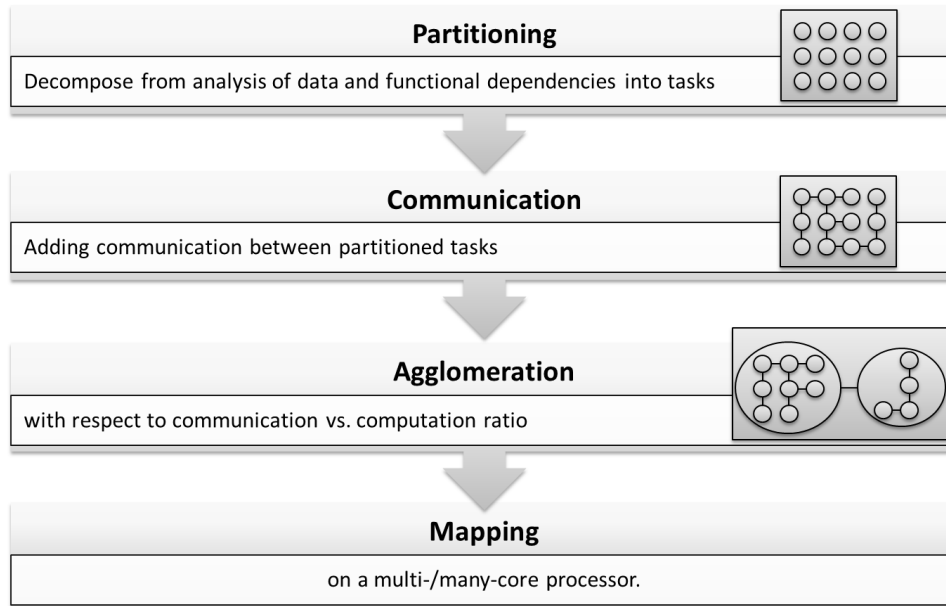 Partitioning
Decompose from analysis of data and functional dependencies into tasks
Communication
Adding communication between partitioned tasks
Agglomeration
with respect to communication vs. computation ratio
Mapping
on a multi-/many-core processor.